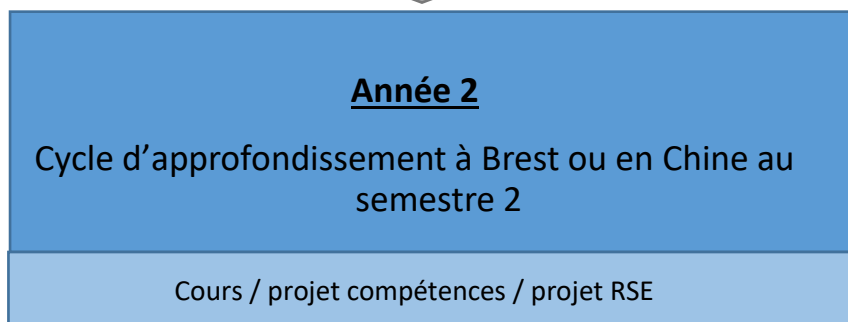 Année 2
Cycle d’approfondissement à Brest ou en Chine au
semestre 2
Cours / projet compétences / projet RSE